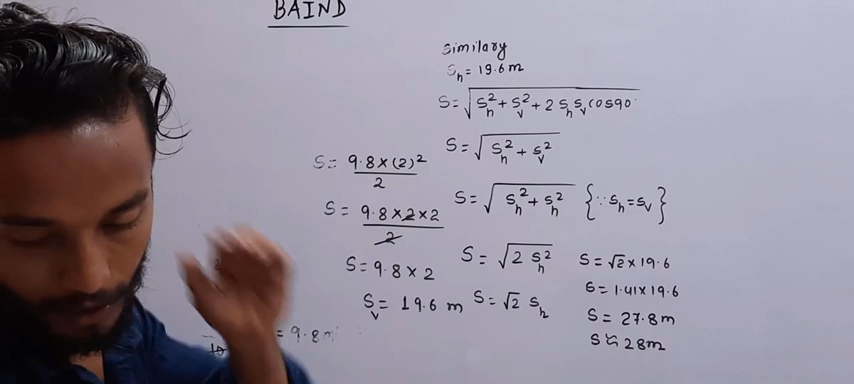 BAIND
Similary
Sh = 19.6 m
S = √(Sh² + Sv² + 2 Sh Sv cos90
S = √(Sh² + Sv²)
S = √(Sh² + Sh²) {∵ Sh = Sv}
S = √(2 Sh²)
S = √2 Sh
S = 9.8 × (2)² / 2
S = 9.8 × 2 × 2 / 2
S = 9.8 × 2
Sv = 19.6 m
S = √2 × 19.6
S = 1.41 × 19.6
S = 27.8 m
S ≈ 28 m
= 9.8